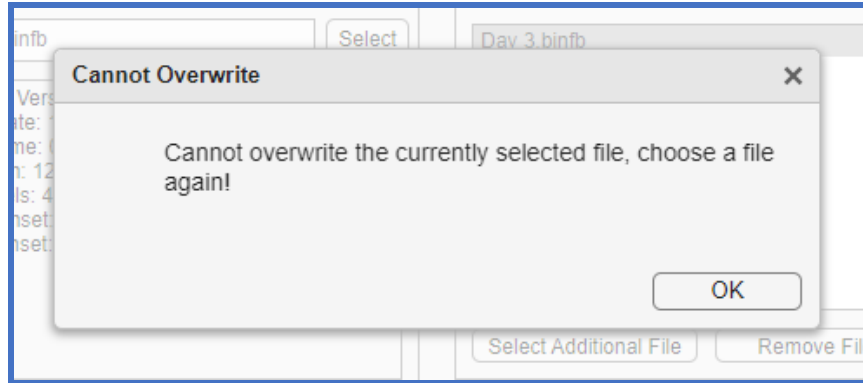 infb
Select
Day 3.binfb
Cannot Overwrite
Cannot overwrite the currently selected file, choose a file
again!
OK
Select Additional File
Remove Fil